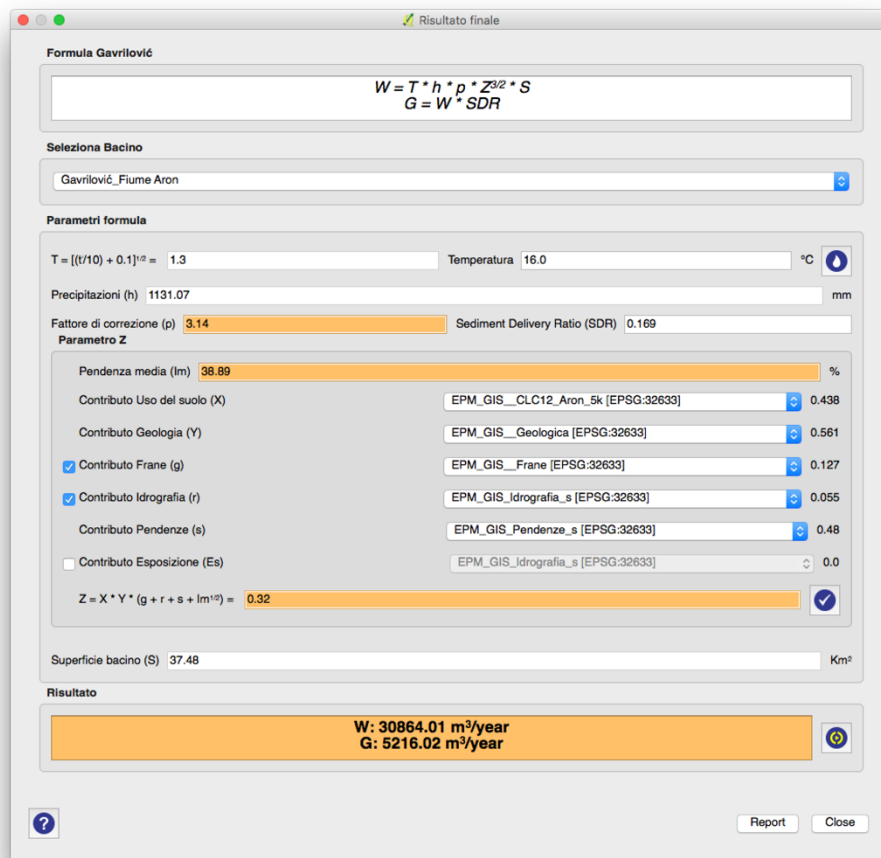 Risultato finale
Formula Gavrilović
W = T * h * p * Z^3/2 * S
G = W * SDR
Seleziona Bacino
Gavrilović_Fiume Aron
Parametri formula
T = [(t/10) + 0.1]^1/2 = 1.3 Temperatura 16.0 °C
Precipitazioni (h) 1131.07 mm
Fattore di correzione (p) 3.14 Sediment Delivery Ratio (SDR) 0.169
Parametro Z
Pendenza media (Im) 38.89 %
Contributo Uso del suolo (X) EPM_GIS__CLC12_Aron_5k [EPSG:32633] 0.438
Contributo Geologia (Y) EPM_GIS__Geologica [EPSG:32633] 0.561
Contributo Frane (g) EPM_GIS__Frane [EPSG:32633] 0.127
Contributo Idrografia (r) EPM_GIS_Idrografia_s [EPSG:32633] 0.055
Contributo Pendenze (s) EPM_GIS_Pendenze_s [EPSG:32633] 0.48
Contributo Esposizione (Es) EPM_GIS_Idrografia_s [EPSG:32633] 0.0
Z = X * Y * (g + r + s + Im^1/2) = 0.32
Superficie bacino (S) 37.48 Km²
Risultato
W: 30864.01 m³/year
G: 5216.02 m³/year
? Report Close